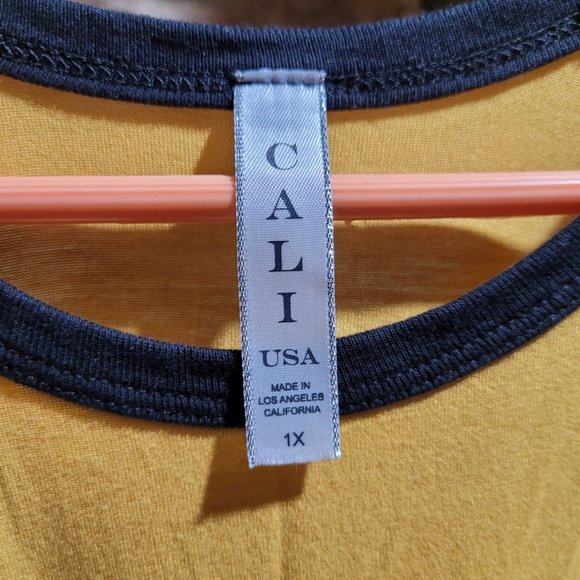 C
A
L
I
USA
MADE IN
LOS ANGELES
CALIFORNIA
1X